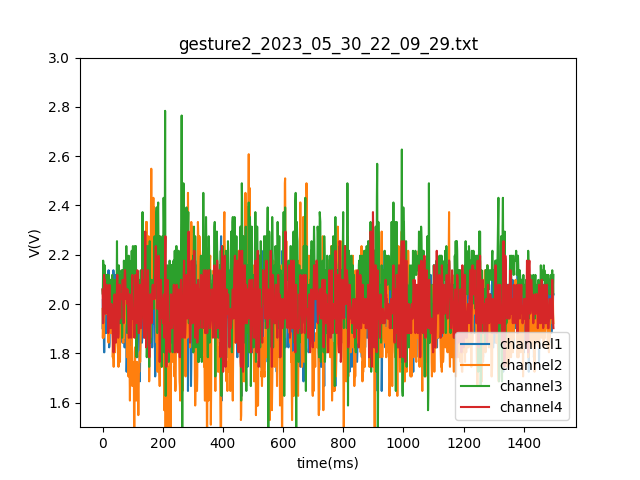 gesture2_2023_05_30_22_09_29.txt
3.0
2.8
2.6
2.4
2.2
2.0
1.8
1.6
V(V)
channel1
channel2
channel3
channel4
0 200 400 600 800 1000 1200 1400
time(ms)